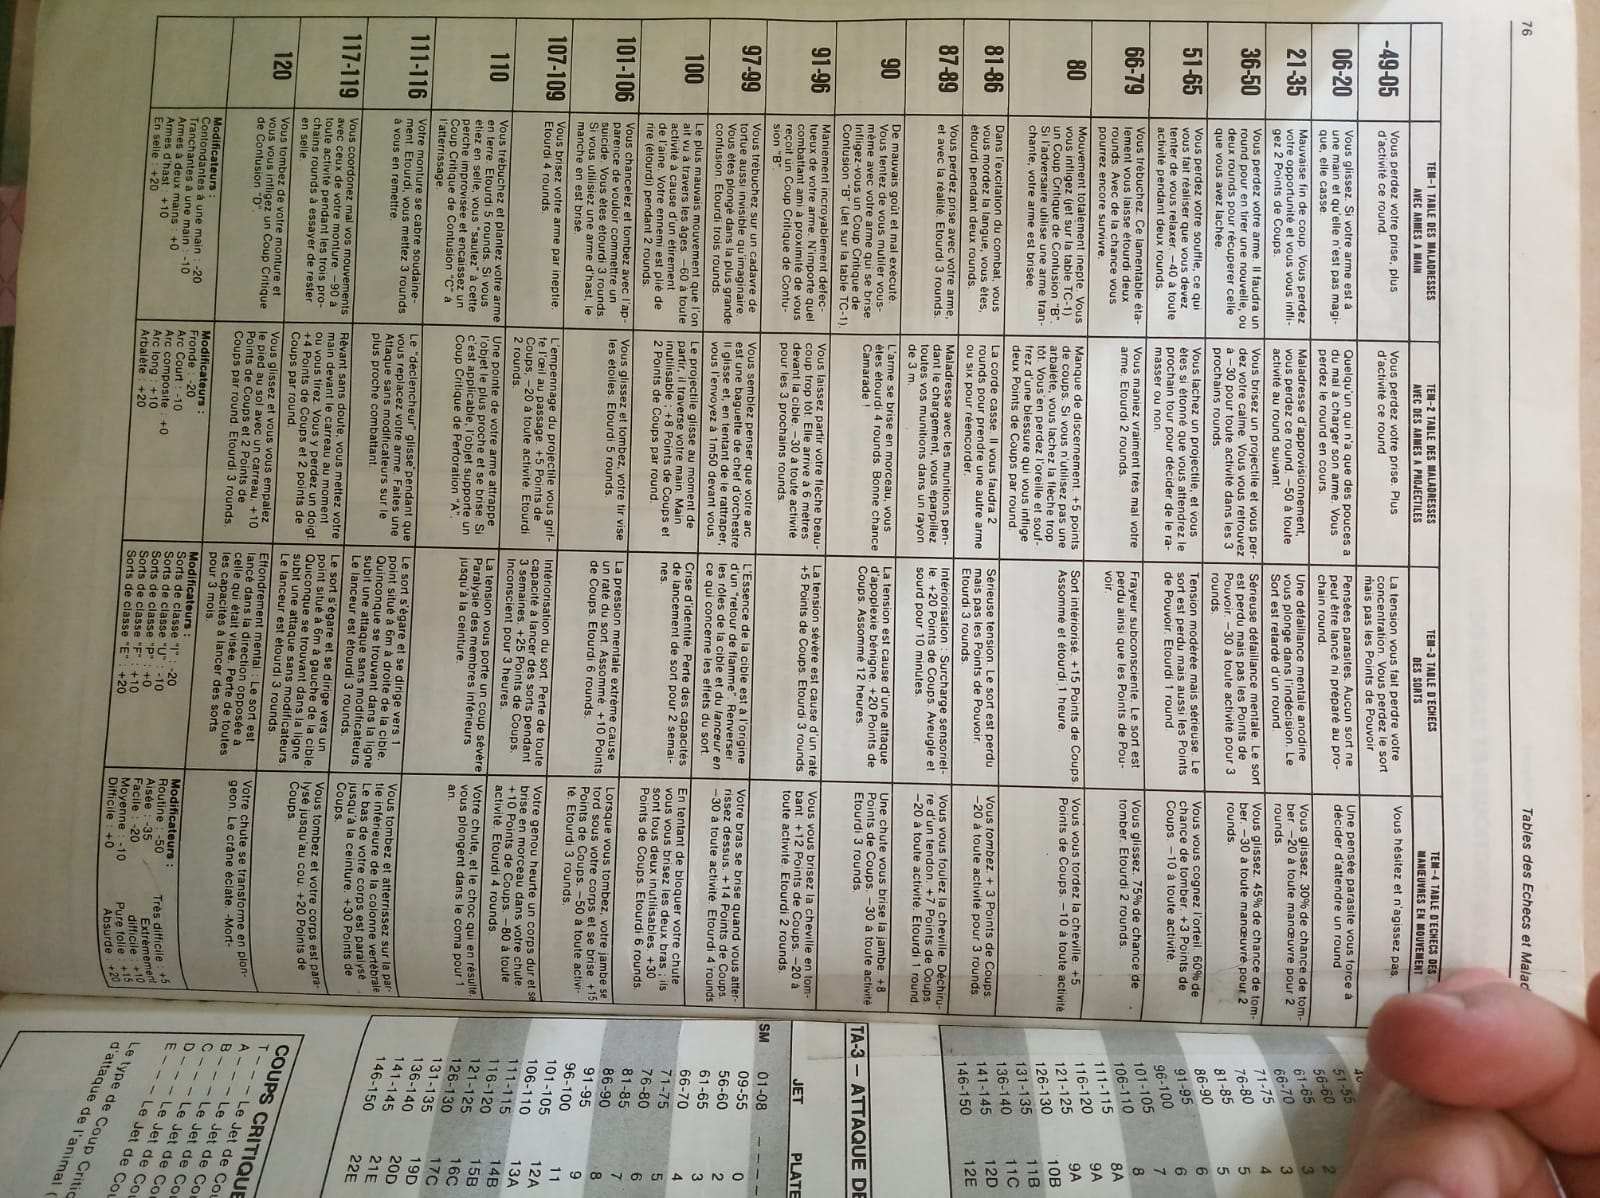 76
Tables des Echecs et Malad
TEM-1 TABLE DES MALADRESSES
AVEC ARMES A MAIN
TEM-2 TABLE DES MALADRESSES
AVEC DES ARMES A PROJECTILES
TEM-3 TABLE D'ECHECS
DES SORTS
TEM-4 TABLE D'ECHECS DES
MANŒUVRES EN MOUVEMENT
-49-05
Vous perdez votre prise, plus
d'activité ce round.
Vous perdez votre prise. Plus
d'activité ce round
La tension vous fait perdre votre
concentration. Vous perdez le sort
mais pas les Points de Pouvoir
Vous hésitez et n'agissez pas.
06-20
Vous glissez. Si votre arme est à
une main et qu'elle n'est pas magi-
que, elle casse.
Quelqu'un qui n'a que des pouces a
du mal à charger son arme. Vous
perdez le round en cours.
Pensées parasites. Aucun sort ne
peut être lancé ni préparé au pro-
chain round.
Une pensée parasite vous force à
décider d'attendre un round
21-35
Mauvaise fin de coup. Vous perdez
votre opportunité et vous vous infli-
gez 2 Points de Coups.
Maladresse d'approvisionnement,
vous perdez ce round. −50 à toute
activité au round suivant.
Une défaillance mentale anodine
vous plonge dans l'indécision. Le
Sort est retardé d'un round.
Vous glissez. 30% de chance de tom-
ber. −20 à toute manœuvre pour 2
rounds.
36-50
Vous perdez votre arme. Il faudra un
round pour en tirer une nouvelle, ou
deux rounds pour récuperer celle
que vous avez lachée.
Vous brisez un projectile et vous per-
dez votre calme. Vous vous retrouvez
à −30 pour toute activité dans les 3
prochains rounds.
Sérieuse défaillance mentale. Le sort
est perdu mais pas les Points de
Pouvoir. −30 à toute activité pour 3
rounds.
Vous glissez. 45% de chance de tom-
ber. −30 à toute manœuvre pour 2
rounds.
51-65
Vous perdez votre souffle, ce qui
vous fait réaliser que vous devez
tenter de vous relaxer. −40 à toute
activité pendant deux rounds.
Vous lachez un projectile, et vous
êtes si étonné que vous attendrez le
prochain tour pour décider de le ra-
masser ou non.
Tension modérée mais sérieuse. Le
sort est perdu mais aussi les Points
de Pouvoir. Etourdi 1 round.
Vous vous cognez l'orteil. 60% de
chance de tomber. +3 Points de
Coups. −10 à toute activité.
66-79
Vous trébuchez. Ce lamentable éta-
lement vous laisse étourdi deux
rounds. Avec de la chance vous
pourrez encore survivre.
Vous maniez vraiment très mal votre
arme. Etourdi 2 rounds.
Frayeur subconsciente. Le sort est
perdu ainsi que les Points de Pou-
voir.
Vous glissez. 75% de chance de
tomber. Etourdi 2 rounds.
80
Mouvement totalement inepte. Vous
vous infligez (jet sur la table TC-1)
un Coup Critique de Contusion "B".
Si l'adversaire utilise une arme tran-
chante, votre arme est brisée.
Manque de discernement. +5 points
de coups. Si vous n'utilisez pas une
arbalète, vous lachez la flèche trop
tôt. Vous en perdez l'oreille et souf-
frez d'une blessure qui vous inflige
deux Points de Coups par round.
Sort intériorisé. +15 Points de Coups.
Assommé et étourdi 1 heure.
Vous vous tordez la cheville. +5
Points de Coups. −10 à toute activité
81-86
Dans l'excitation du combat, vous
vous mordez la langue, vous êtes,
étourdi pendant deux rounds.
La corde casse. Il vous faudra 2
rounds pour prendre une autre arme
ou six pour réencorder.
Sérieuse tension. Le sort est perdu
mais pas les Points de Pouvoir.
Etourdi 3 rounds.
Vous tombez. + 3 Points de Coups.
−20 à toute activité pour 3 rounds.
87-89
Vous perdez prise avec votre arme,
et avec la réalité. Etourdi 3 rounds.
Maladresse avec les munitions pen-
dant le chargement, vous éparpillez
toutes vos munitions dans un rayon
de 3 m.
Intériorisation : Surcharge sensoriel-
le. +20 Points de Coups. Aveugle et
sourd pour 10 minutes.
Vous vous foulez la cheville. Déchiru-
re d'un tendon. +7 Points de Coups.
−20 à toute activité. Etourdi 1 round.
90
De mauvais goût et mal exécuté.
Vous tentez de vous mutiler vous-
même avec votre arme qui se brise.
Infligez-vous un Coup Critique de
Contusion "B" (Jet sur la table TC-1).
L'arme se brise en morceau, vous
êtes étourdi 4 rounds. Bonne chance
Camarade !
La tension est cause d'une attaque
d'apoplexie bénigne. +20 Points de
Coups. Assommé 12 heures.
Une chute vous brise la jambe. +8
Points de Coups. −30 à toute activité
Etourdi 3 rounds.
91-96
Maniement incroyablement défec-
tueux de votre arme. N'importe quel
combattant ami à proximité de vous
reçoit un Coup Critique de Contu-
sion "B".
Vous laissez partir votre flèche beau-
coup trop tôt. Elle arrive à 6 mètres
devant la cible. −30 à toute activité
pour les 3 prochains rounds.
La tension sévère est cause d'un raté
+5 Points de Coups. Etourdi 3 rounds.
Vous vous brisez la cheville en tom-
bant. +12 Points de Coups. −20 à
toute activité. Etourdi 2 rounds.
97-99
Vous trébuchez sur un cadavre de
tortue aussi invisible qu'imaginaire.
Vous êtes plongé dans la plus grande
confusion. Etourdi trois rounds.
Vous semblez penser que votre arc
est une baguette de chef d'orchestre
Il glisse et, en tentant de le rattraper,
vous l'envoyez à 1m50 devant vous.
L'Essence de la cible est à l'origine
d'un "retour de flamme". Renverser
les rôles de la cible et du lanceur en
ce qui concerne les effets du sort.
Votre bras se brise quand vous atter-
rissez dessus. +14 Points de Coups.
−30 à toute activité. Etourdi 4 rounds
100
Le plus mauvais mouvement que l'on
ait vu à travers les âges. −60 à toute
activité à cause d'un étirement
de l'aine. Votre ennemi est plié de
rire (étourdi) pendant 2 rounds.
Le projectile glisse au moment de
partir, il traverse votre main. Main
inutilisable ; +8 Points de Coups et
2 Points de Coups par round.
Crise d'identité. Perte des capacités
de lancement de sort pour 2 semai-
nes.
En tentant de bloquer votre chute
vous vous brisez les deux bras ; ils
sont tous deux inutilisables. +30
Points de Coups. Etourdi 6 rounds.
101-106
Vous chancelez et tombez avec l'ap-
parence de vouloir commettre un
suicide. Vous êtes étourdi 3 rounds.
Si vous utilisiez une arme d'hast, le
manche en est brisé.
Vous glissez et tombez, votre tir vise
les étoiles. Etourdi 5 rounds.
La pression mentale extrême cause
un raté du sort. Assommé. +10 Points
de Coups. Etourdi 6 rounds.
Lorsque vous tombez, votre jambe se
tord sous votre corps et se brise. +15
Points de Coups. −50 à toute activi-
té. Etourdi 3 rounds.
107-109
Vous brisez votre arme par ineptie.
Etourdi 4 rounds.
L'empennage du projectile vous grif-
fe l'œil au passage. +5 Points de
Coups, −20 à toute activité. Etourdi
2 rounds.
Intériorisation du sort. Perte de toute
capacité à lancer des sorts pendant
3 semaines. +25 Points de Coups.
Inconscient pour 3 heures.
Votre genou heurte un corps dur et se
brise en morceau dans votre chute.
+10 Points de Coups. −80 à toute
activité. Etourdi 4 rounds.
110
Vous trébuchez et plantez votre arme
en terre. Etourdi 5 rounds. Si vous
étiez en selle, vous "sautez" à cette
perche improvisée et encaissez un
Coup Critique de Contusion "C" à
l'atterrissage.
Une pointe de votre arme attrappe
l'objet le plus proche et se brise. Si
c'est applicable, l'objet supporte un
Coup Critique de Perforation "A".
La tension vous porte un coup sévère
Paralysie des membres inférieurs
jusqu'à la ceinture.
Votre chute, et le choc qui en résulte,
vous plongent dans le coma pour 1
an.
111-116
Votre monture se cabre soudaine-
ment. Etourdi, vous mettez 3 rounds
à vous en remettre.
Le "déclencheur" glisse pendant que
vous replacez votre arme. Faites une
Attaque sans modificateurs sur le
plus proche combattant.
Le sort s'égare et se dirige vers 1
point situé à 6m à droite de la cible.
Quinconque se trouvant dans la ligne
subit une attaque sans modificateurs.
Le lanceur est étourdi 3 rounds.
Vous tombez et atterrissez sur la par-
tie inférieure de la colonne vertébrale
Le bas de votre corps est paralysé
jusqu'à la ceinture. +30 Points de
Coups.
117-119
Vous coordonez mal vos mouvements
avec ceux de votre monture. −90 à
toute activité pendant les trois pro-
chains rounds à essayer de rester
en selle.
Rêvant sans doute, vous mettez votre
main devant le carreau au moment
où vous tirez. Vous y perdez un doigt.
+4 Points de Coups et 2 points de
Coups par round.
Le sort s'égare et se dirige vers un
point situé à 6m à gauche de la cible.
Quiconque se trouvant dans la ligne
subit une attaque sans modificateurs.
Le lanceur est étourdi 3 rounds.
Vous tombez et votre corps est para-
lysé jusqu'au cou. +20 Points de
Coups.
120
Vous tombez de votre monture et
vous vous infligez un Coup Critique
de Contusion "D".
Vous glissez et vous vous empalez
le pied au sol avec un carreau. +10
Points de Coups et 2 Points de
Coups par round. Etourdi 3 rounds.
Effondrement mental : Le sort est
lancé dans la direction opposée à
celle qui était visée. Perte de toutes
les capacités à lancer des sorts
pour 3 mois.
Votre chute se transforme en plon-
geon. Le crâne éclate. -Mort-
Modificateurs :
Contondantes à une main : -20
Tranchantes à une main : -10
Armes à deux mains : +0
Armes d'hast : +10
En selle : +20
Modificateurs :
Fronde : -20
Arc Court : -10
Arc composite : +0
Arc long : +10
Arbalète : +20
Modificateurs :
Sorts de classe "I" : -20
Sorts de classe "U" : -10
Sorts de classe "P" : +0
Sorts de classe "F" : +10
Sorts de classe "E" : +20
Modificateurs :
Routine : -50
Aisée : -35
Facile : -20
Moyenne : -10
Difficile : +0
Très difficile : +5
Extrêmement
difficile : +10
Pure folie : +15
Absurde : +20
51-55
56-60 2
61-65 3
66-70 3
71-75 4
76-80 5
81-85 5
86-90 6
91-95 6
96-100 7
101-105 8
106-110 8A
111-115 9A
116-120 9A
121-125 10B
126-130 11B
131-135 11C
136-140 12D
141-145 12E
146-150
TA-3 – ATTAQUE DE
JET PLATE
SM 01-08 – – – –
09-55 0
56-60 2
61-65 3
66-70 4
71-75 5
76-80 6
81-85 7
86-90 8
91-95 9
96-100 11
101-105 12A
106-110 13A
111-115 14B
116-120 15B
121-125 16C
126-130 17C
131-135 19D
136-140 20D
141-145 21E
146-150 22E
COUPS CRITIQUE
T – – – Le Jet de Cou
A – – – Le Jet de Cou
B – – – Le Jet de Cou
C – – – Le Jet de Cou
D – – – Le Jet de Cou
E – – – Le Jet de Cou
Le type de Coup Critiq
d'attaque de l'animal (